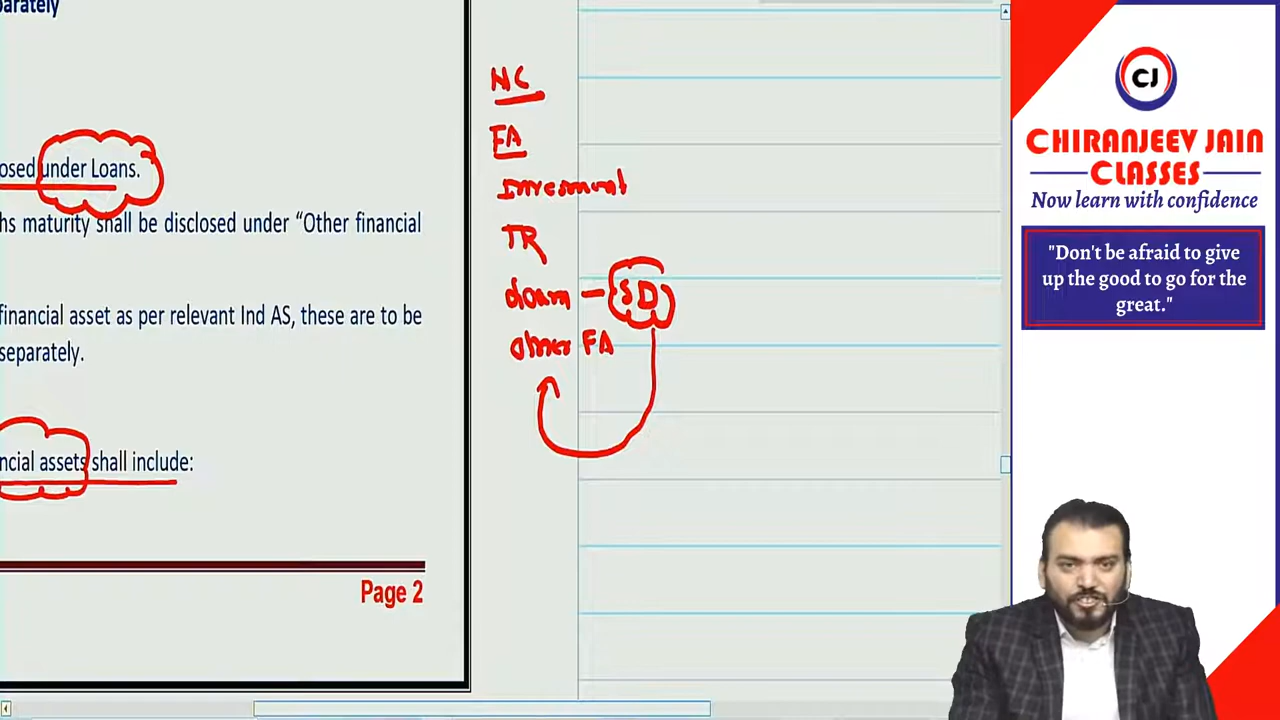 parately
osed under Loans.
hs maturity shall be disclosed under “Other financial
financial asset as per relevant Ind AS, these are to be
separately.
ncial assets shall include:
Page 2
NC
FA
Investment
TR
Loan - SD
Other FA
CJ
CHIRANJEEV JAIN
CLASSES
Now learn with confidence
"Don't be afraid to give
up the good to go for the
great."